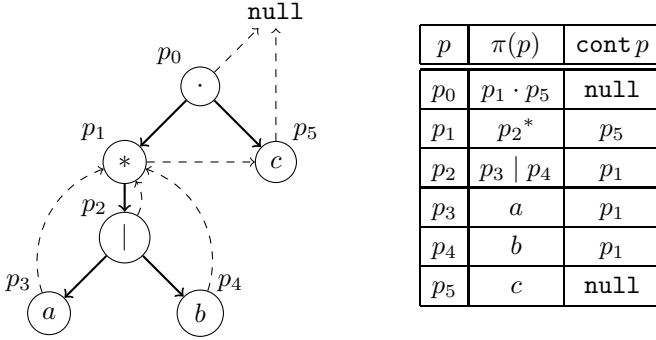 null
p₀
·
p₁
p₅
*
c
p₂
|
p₃
p₄
a
b
p π(p) cont p
p₀ p₁ · p₅ null
p₁ p₂* p₅
p₂ p₃ | p₄ p₁
p₃ a p₁
p₄ b p₁
p₅ c null